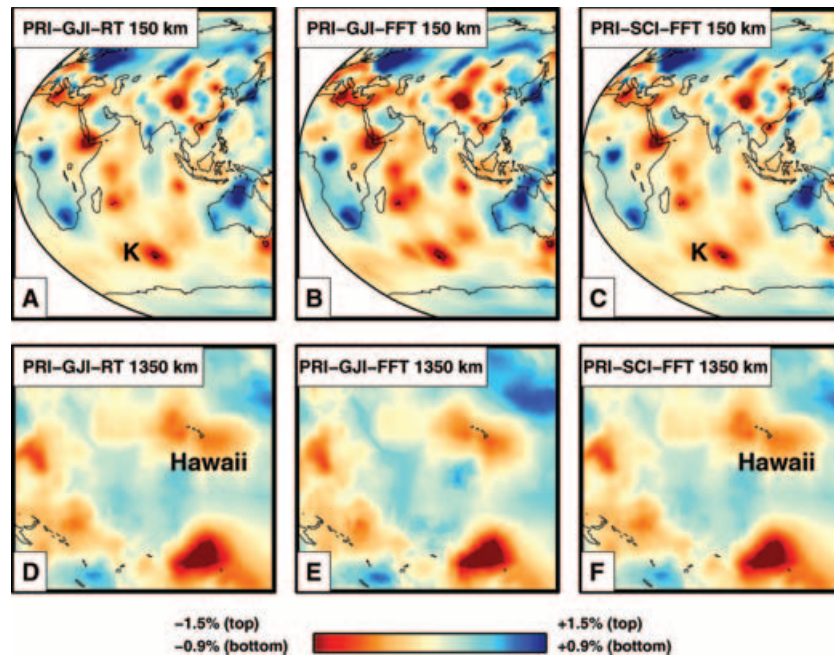 PRI–GJI–RT 150 km
PRI–GJI–FFT 150 km
PRI–SCI–FFT 150 km
K
K
A
B
C
PRI–GJI–RT 1350 km
PRI–GJI–FFT 1350 km
PRI–SCI–FFT 1350 km
Hawaii
Hawaii
D
E
F
−1.5% (top)
−0.9% (bottom)
+1.5% (top)
+0.9% (bottom)